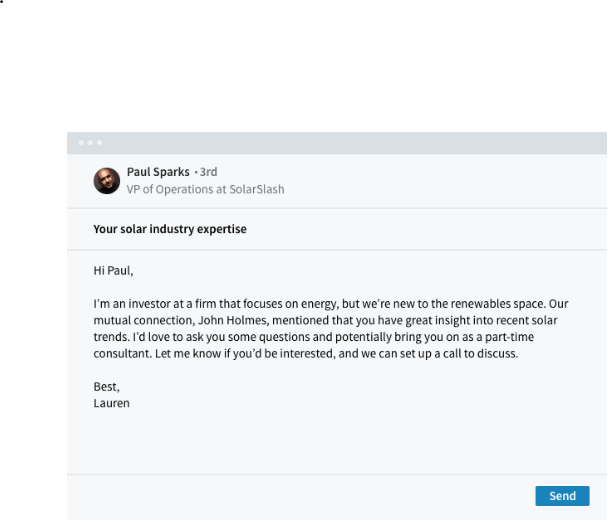 Paul Sparks · 3rd
VP of Operations at SolarSlash
Your solar industry expertise
Hi Paul,
I'm an investor at a firm that focuses on energy, but we're new to the renewables space. Our
mutual connection, John Holmes, mentioned that you have great insight into recent solar
trends. I'd love to ask you some questions and potentially bring you on as a part-time
consultant. Let me know if you'd be interested, and we can set up a call to discuss.
Best,
Lauren
Send